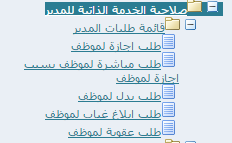 صلاحية الخدمة الذاتية للمدير
قائمة طلبات المدير
طلب اجازة لموظف
طلب مباشرة لموظف بسبب
اجازة لموظف
طلب بدل لموظف
طلب ابلاغ غياب لموظف
طلب عقوبة لموظف